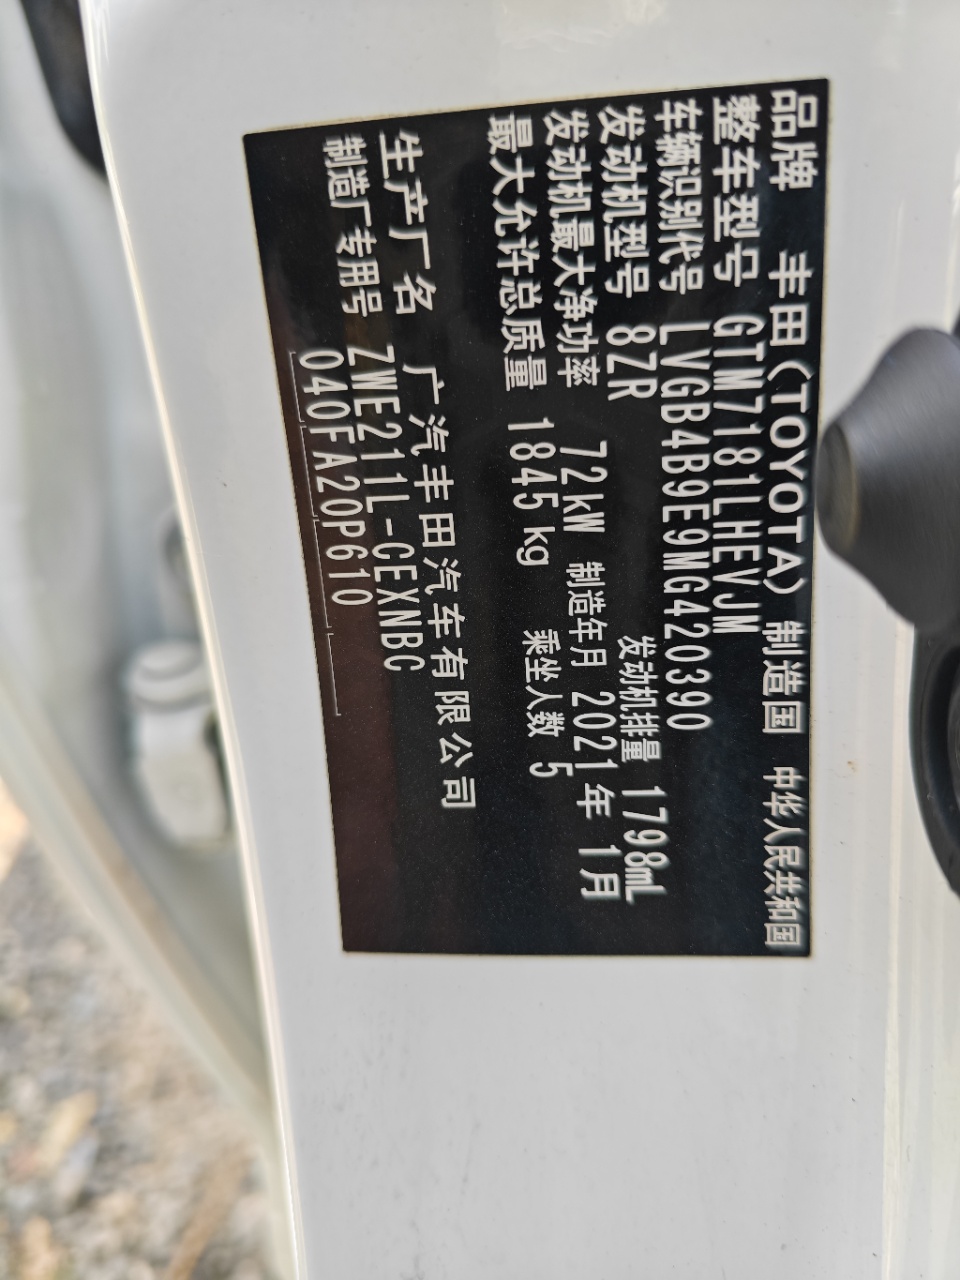 品牌 丰田(TOYOTA) 制造国 中华人民共和国
整车型号 GTM7181LHEVJM
车辆识别代号 LVGB4B9E9MG420390
发动机型号 8ZR 发动机排量 1798mL
发动机最大净功率 72kW 制造年月 2021年 1月
最大允许总质量 1845kg 乘坐人数 5
生产厂名 广汽丰田汽车有限公司
制造厂专用号 ZWE211L-CEXNBC
040FA20P610